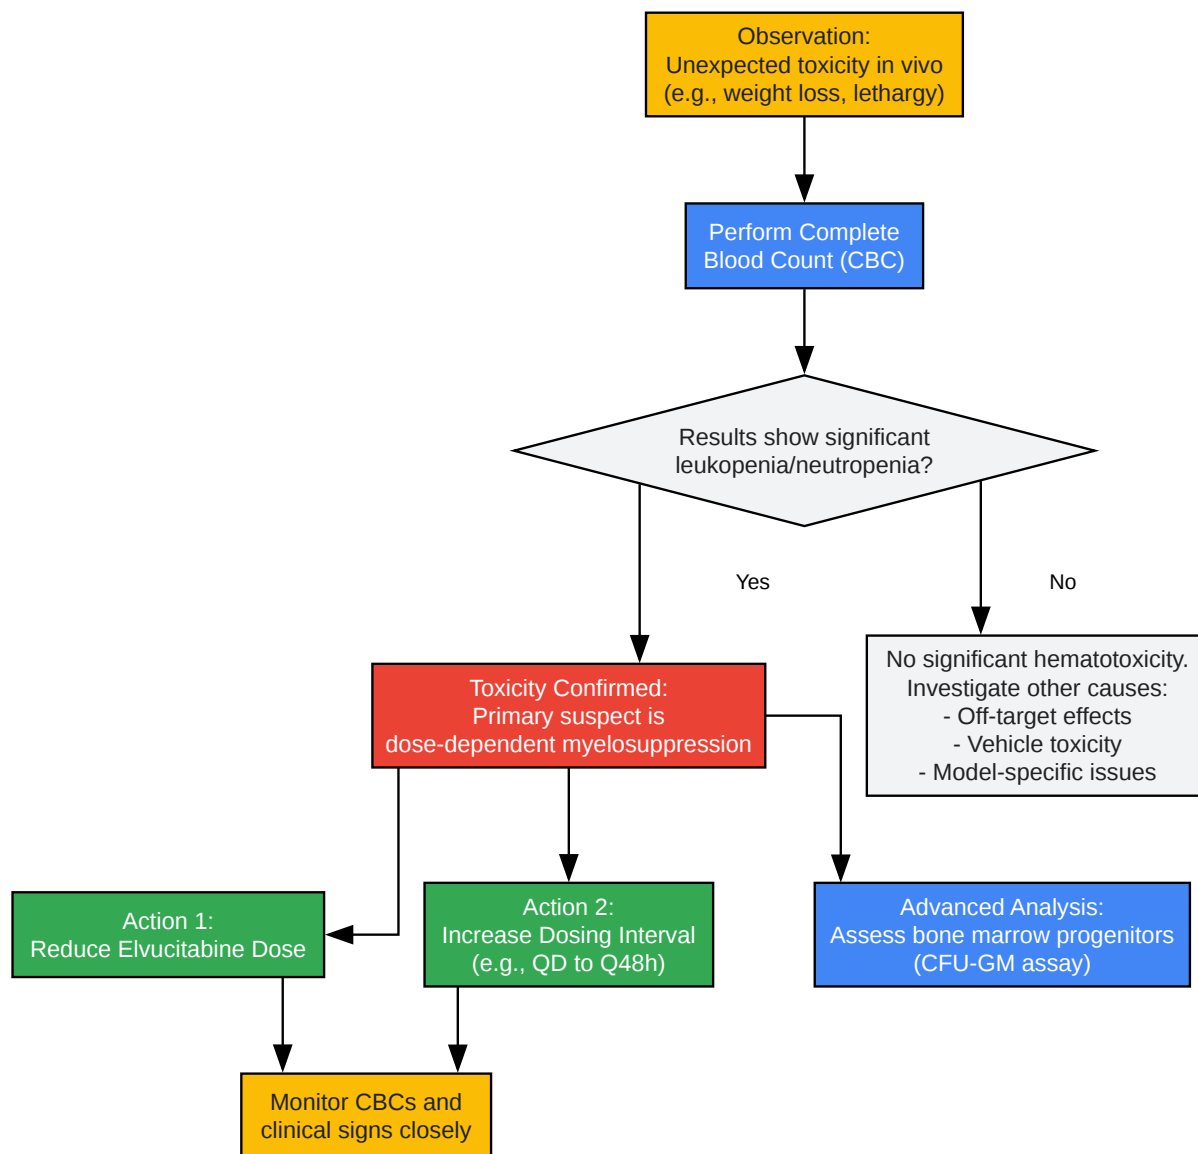 Observation:
Unexpected toxicity in vivo
(e.g., weight loss, lethargy)
Perform Complete
Blood Count (CBC)
Results show significant
leukopenia/neutropenia?
Yes
No
No significant hematotoxicity.
Investigate other causes:
- Off-target effects
- Vehicle toxicity
- Model-specific issues
Toxicity Confirmed:
Primary suspect is
dose-dependent myelosuppression
Action 1:
Reduce Elvucitabine Dose
Action 2:
Increase Dosing Interval
(e.g., QD to Q48h)
Advanced Analysis:
Assess bone marrow progenitors
(CFU-GM assay)
Monitor CBCs and
clinical signs closely